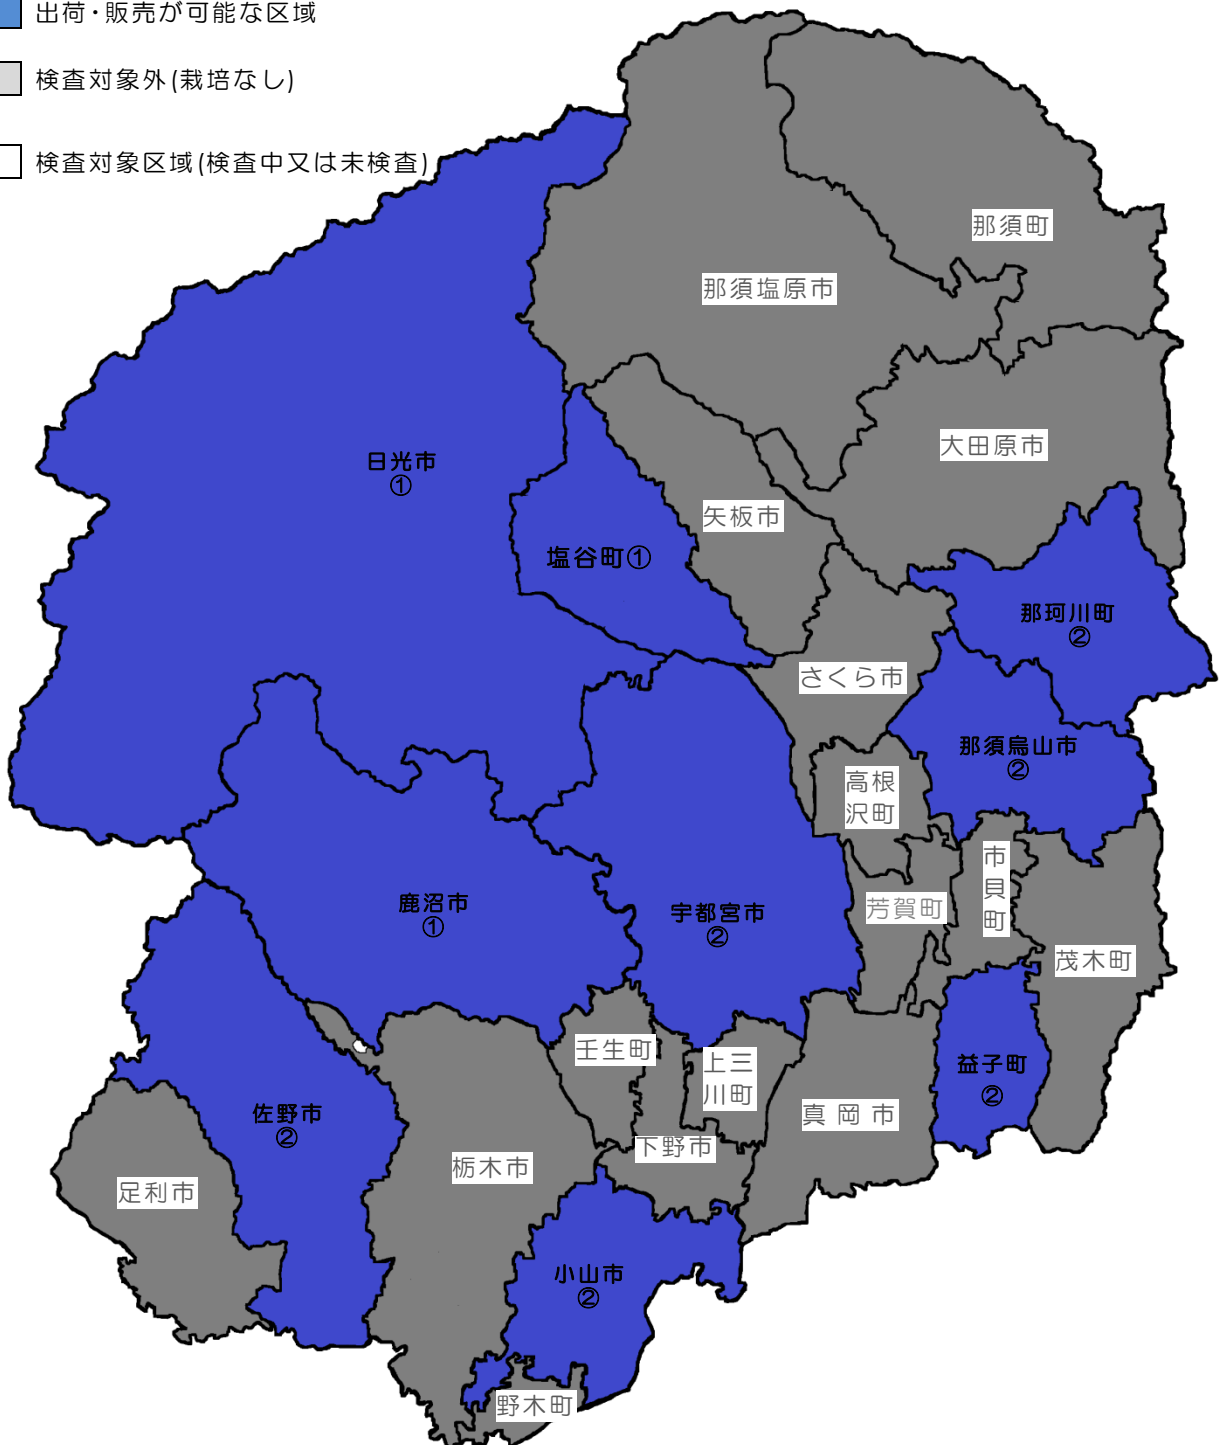 出荷・販売が可能な区域
検査対象外(栽培なし)
検査対象区域(検査中又は未検査)
那須町
那須塩原市
大田原市
日光市
①
矢板市
塩谷町①
那珂川町
②
さくら市
那須烏山市
②
高根
沢町
市
貝
町
鹿沼市
①
宇都宮市
②
芳賀町
茂木町
壬生町
上三
川町
益子町
②
佐野市
②
真岡市
下野市
栃木市
足利市
小山市
②
野木町